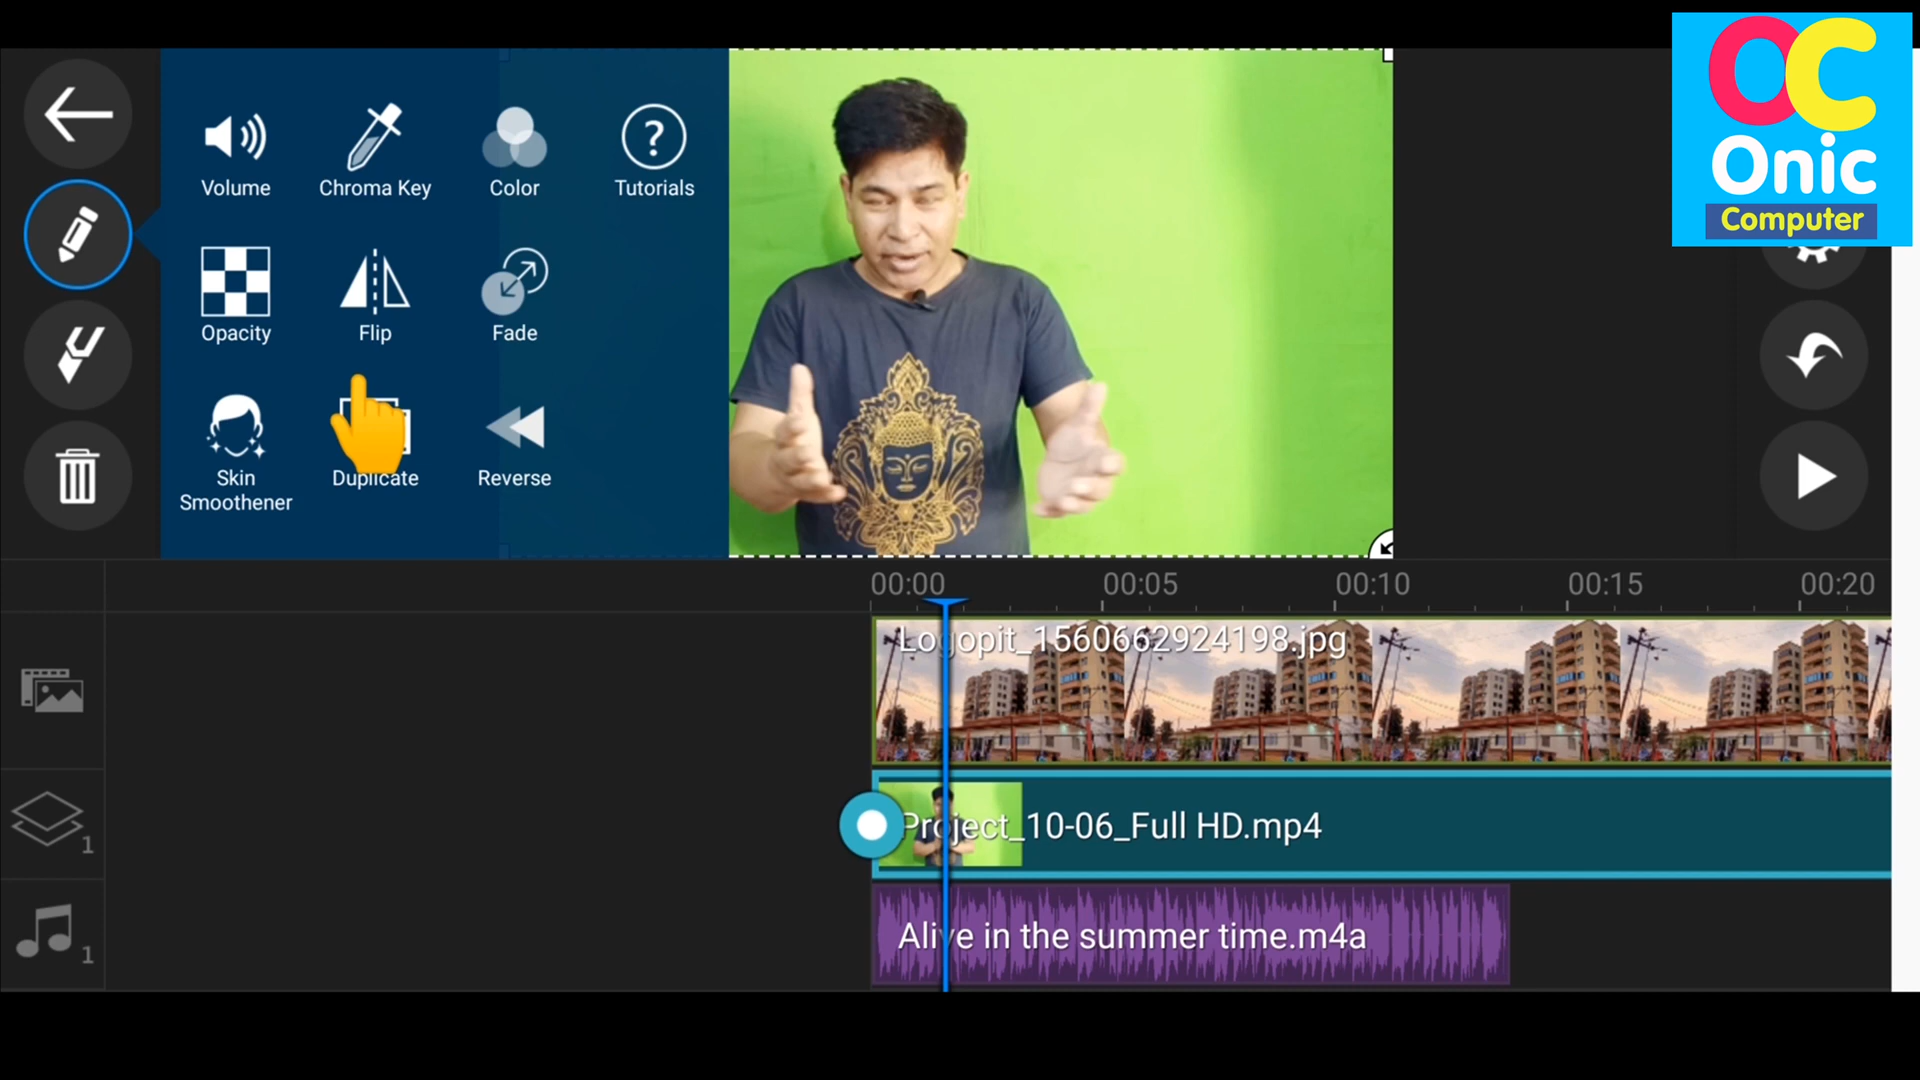 OC
Onic
Computer
Volume
Chroma Key
Color
Tutorials
?
Opacity
Flip
Fade
Skin
Smoothener
Duplicate
Reverse
00:00
00:05
00:10
00:15
00:20
Logopit_1560662924198.jpg
1
Project_10-06_Full HD.mp4
1
Alive in the summer time.m4a